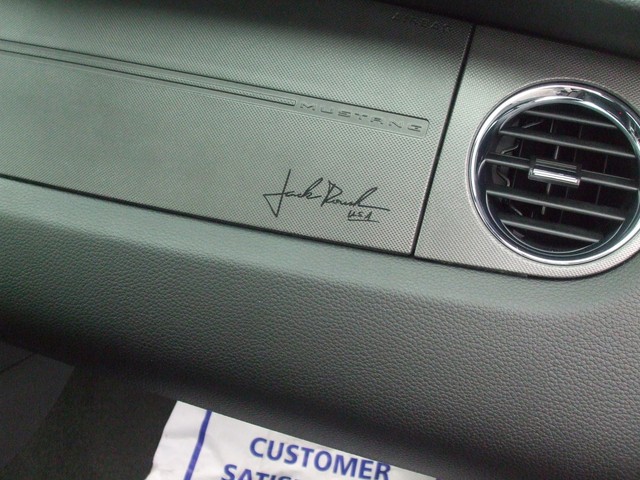 AIRBAG
MUSTANG
Jack Roush
USA
CUSTOMER